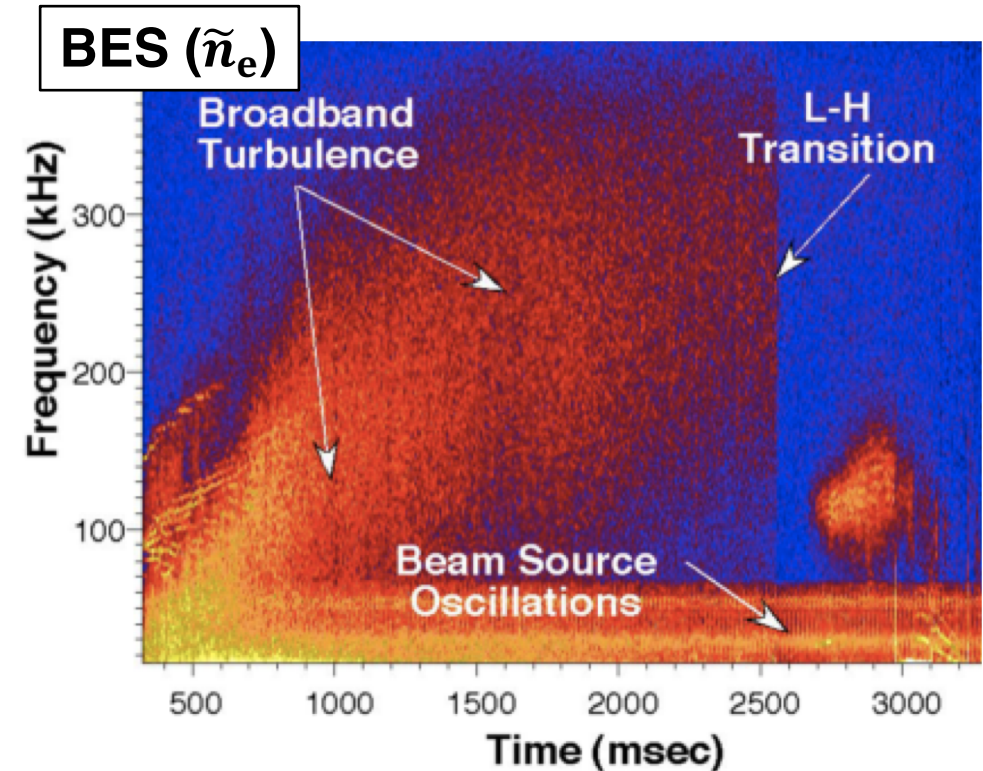 BES (ñₑ)
Broadband
Turbulence
L-H
Transition
Beam Source
Oscillations
Frequency (kHz)
300
200
100
500 1000 1500 2000 2500 3000
Time (msec)